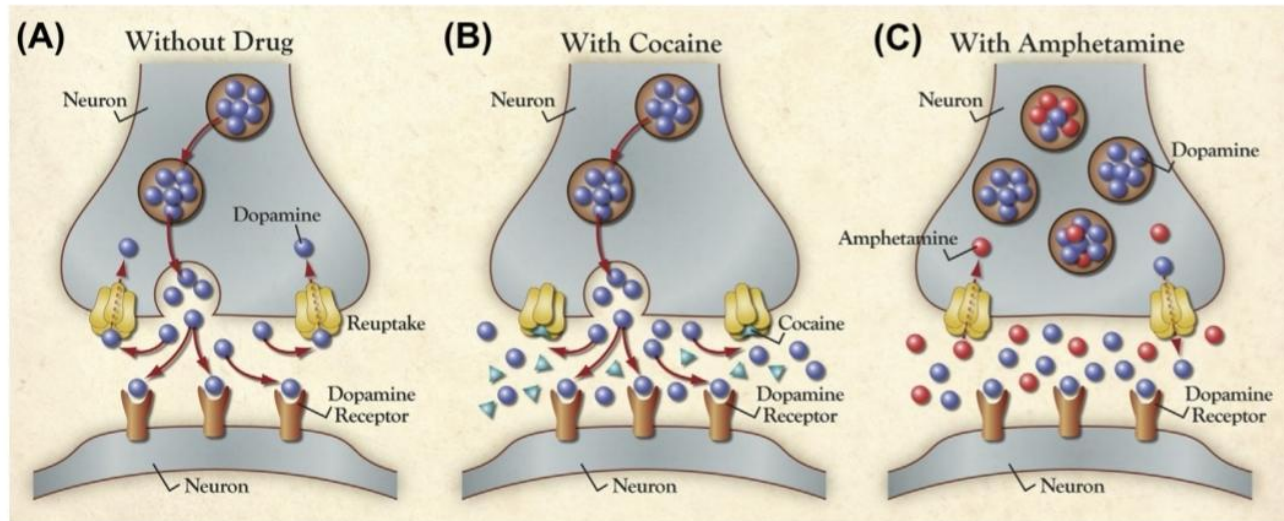 (A) Without Drug
Neuron
Dopamine
Reuptake
Dopamine
Receptor
Neuron
(B) With Cocaine
Neuron
Cocaine
Dopamine
Receptor
Neuron
(C) With Amphetamine
Neuron
Dopamine
Amphetamine
Dopamine
Receptor
Neuron